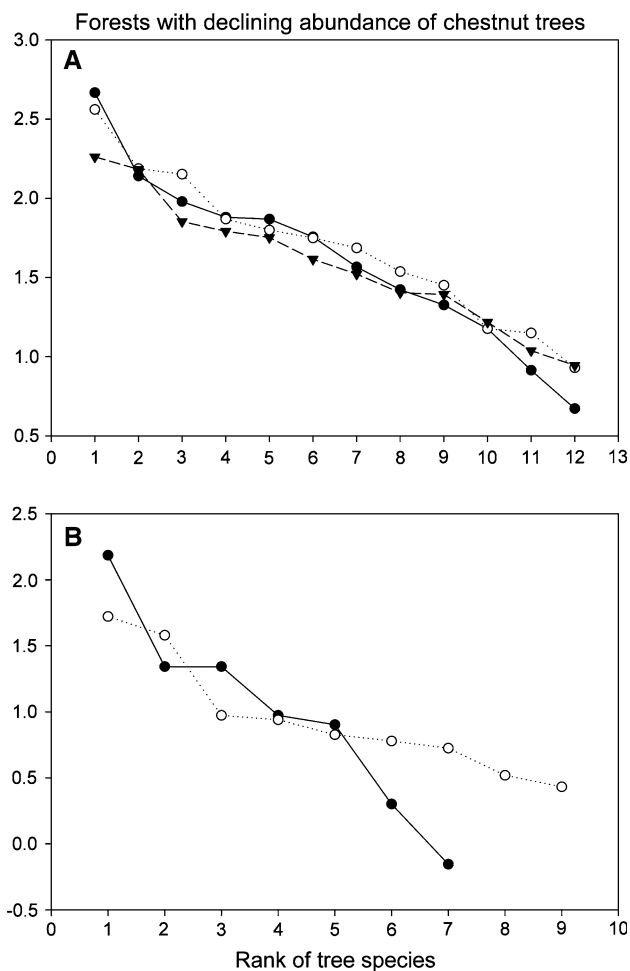 Forests with declining abundance of chestnut trees
A
3.0
2.5
2.0
1.5
1.0
0.5
0 1 2 3 4 5 6 7 8 9 10 11 12 13
B
2.5
2.0
1.5
1.0
0.5
0.0
-0.5
0 1 2 3 4 5 6 7 8 9 10
Rank of tree species